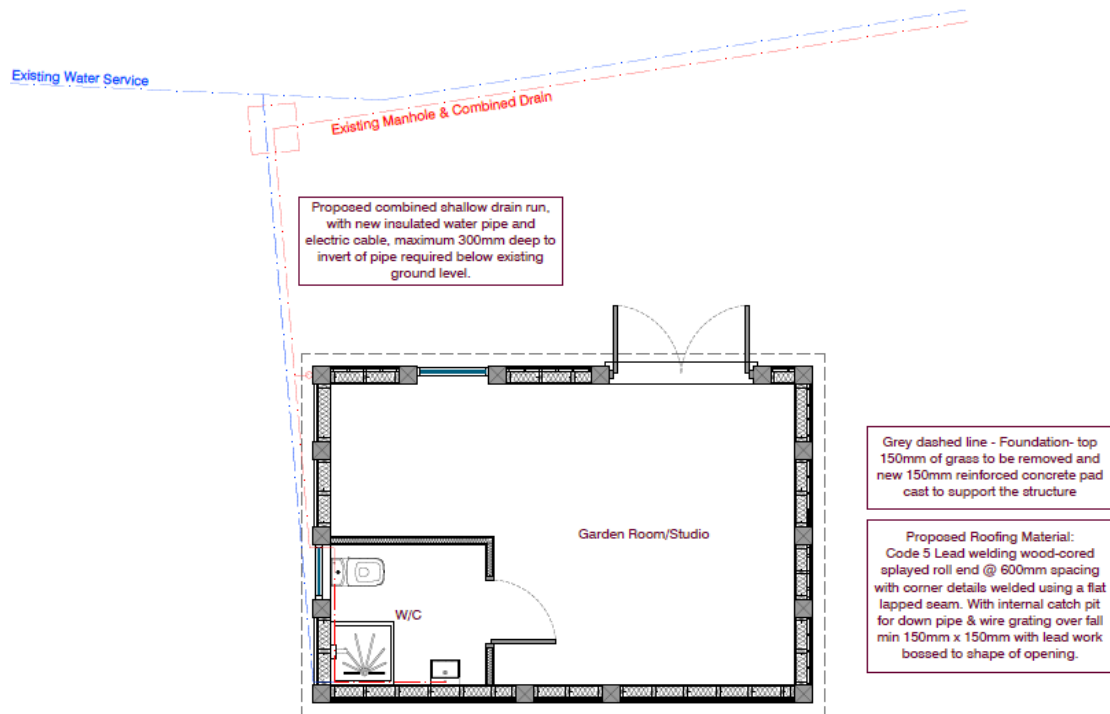 Existing Water Service
Existing Manhole & Combined Drain
Proposed combined shallow drain run,
with new insulated water pipe and
electric cable, maximum 300mm deep to
invert of pipe required below existing
ground level.
Grey dashed line - Foundation- top
150mm of grass to be removed and
new 150mm reinforced concrete pad
cast to support the structure
Garden Room/Studio
Proposed Roofing Material:
Code 5 Lead welding wood-cored
splayed roll end @ 600mm spacing
with corner details welded using a flat
lapped seam. With internal catch pit
for down pipe & wire grating over fall
min 150mm x 150mm with lead work
bossed to shape of opening.
W/C